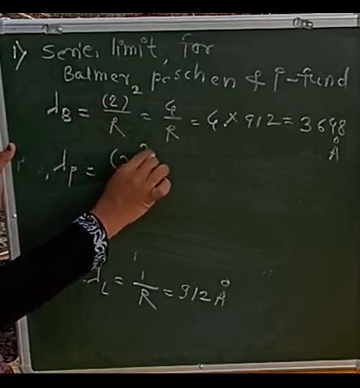 1) Series limit, for
Balmer, paschen & P-fund
λB = (2)² / R = 4 / R = 4 × 912 = 3648 Å
λP = (
λL = 1 / R = 912 Å